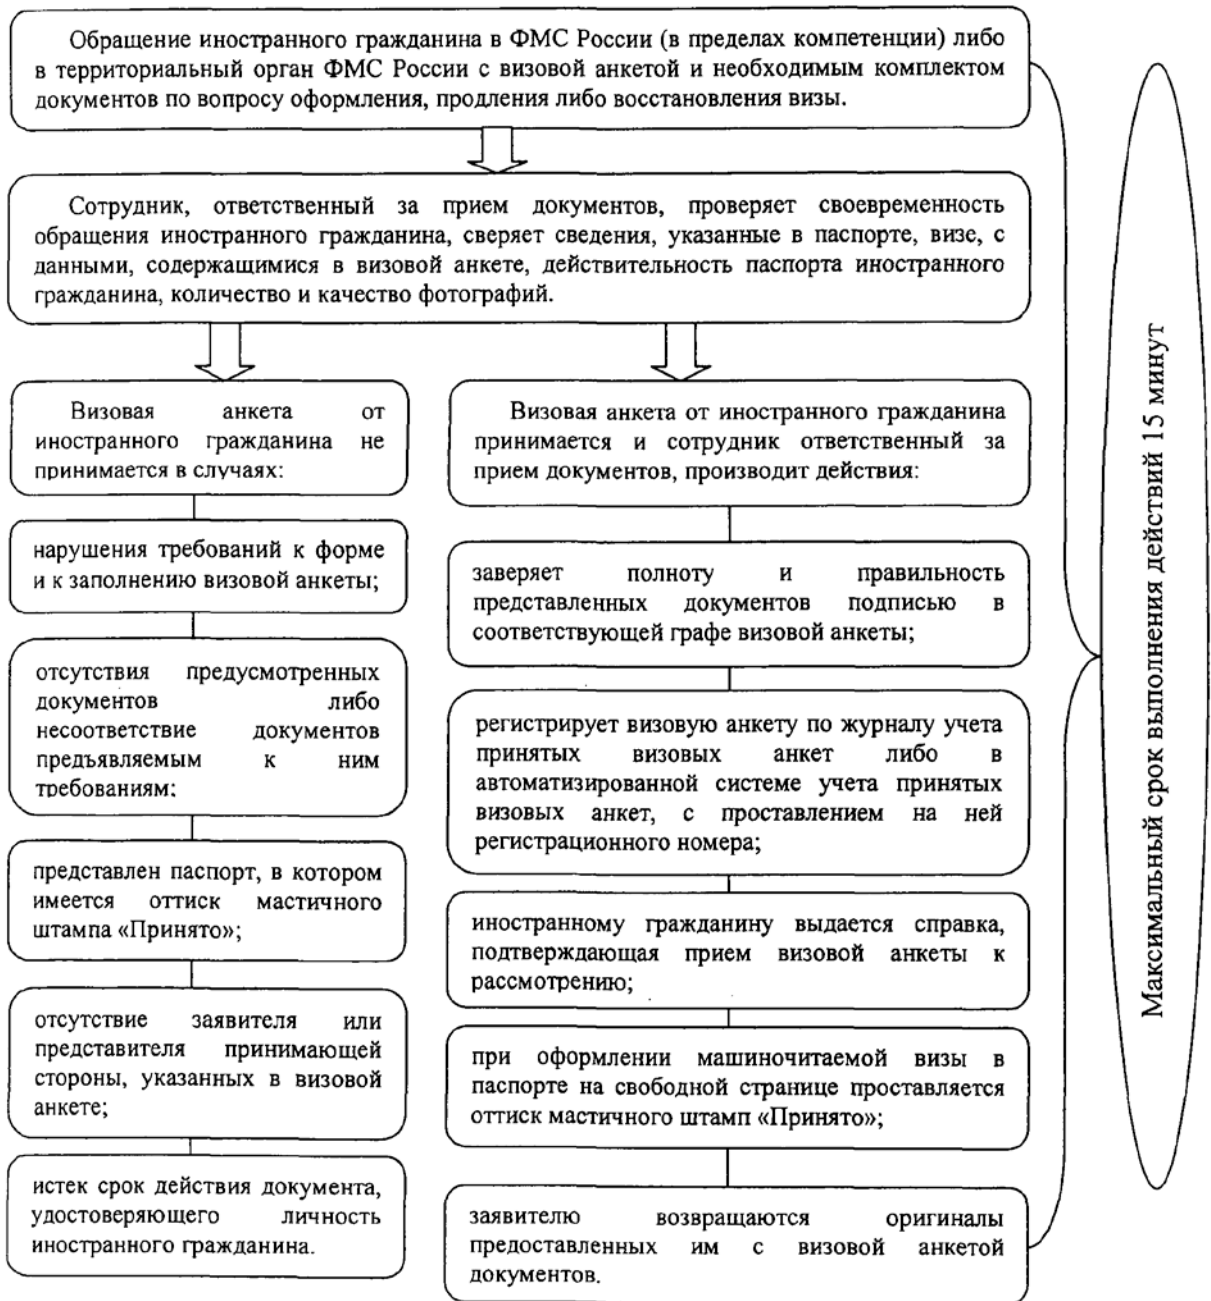 Обращение иностранного гражданина в ФМС России (в пределах компетенции) либо
в территориальный орган ФМС России с визовой анкетой и необходимым комплектом
документов по вопросу оформления, продления либо восстановления визы.
Сотрудник, ответственный за прием документов, проверяет своевременность
обращения иностранного гражданина, сверяет сведения, указанные в паспорте, визе, с
данными, содержащимися в визовой анкете, действительность паспорта иностранного
гражданина, количество и качество фотографий.
Визовая анкета от
иностранного гражданина не
принимается в случаях:
нарушения требований к форме
и к заполнению визовой анкеты;
отсутствия предусмотренных
документов либо
несоответствие документов
предъявляемым к ним
требованиям;
представлен паспорт, в котором
имеется оттиск мастичного
штампа «Принято»;
отсутствие заявителя или
представителя принимающей
стороны, указанных в визовой
анкете;
истек срок действия документа,
удостоверяющего личность
иностранного гражданина.
Визовая анкета от иностранного гражданина
принимается и сотрудник ответственный за
прием документов, производит действия:
заверяет полноту и правильность
представленных документов подписью в
соответствующей графе визовой анкеты;
регистрирует визовую анкету по журналу учета
принятых визовых анкет либо в
автоматизированной системе учета принятых
визовых анкет, с проставлением на ней
регистрационного номера;
иностранному гражданину выдается справка,
подтверждающая прием визовой анкеты к
рассмотрению;
при оформлении машиночитаемой визы в
паспорте на свободной странице проставляется
оттиск мастичного штамп «Принято»;
заявителю возвращаются оригиналы
предоставленных им с визовой анкетой
документов.
Максимальный срок выполнения действий 15 минут